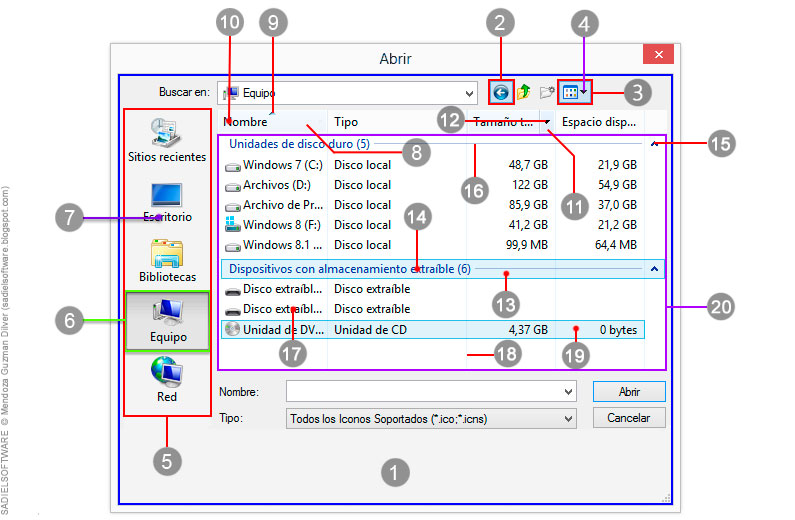 10
9
2
4
Abrir
Buscar en:
Equipo
3
Nombre
Tipo
Tamaño t...
Espacio disp...
12
8
11
15
Unidades de disco duro (5)
16
Sitios recientes
Windows 7 (C:) Disco local 48,7 GB 21,9 GB
Archivos (D:) Disco local 122 GB 54,9 GB
Archivo de Pr... Disco local 85,9 GB 37,0 GB
7
Escritorio
Windows 8 (F:) Disco local 41,2 GB 21,2 GB
Windows 8.1 ... Disco local 99,9 MB 64,4 MB
14
Dispositivos con almacenamiento extraíble (6)
Bibliotecas
Disco extraíbl... Disco extraíble
13
20
Disco extraíbl... Disco extraíble
6
Unidad de DV... Unidad de CD 4,37 GB 0 bytes
Equipo
17
18
19
Red
Nombre:
Abrir
Tipo:
Todos los Iconos Soportados (*.ico;*.icns)
Cancelar
5
1
SADIELSOFTWARE © Mendoza Guzman Dilver (sadielsoftware.blogspot.com)